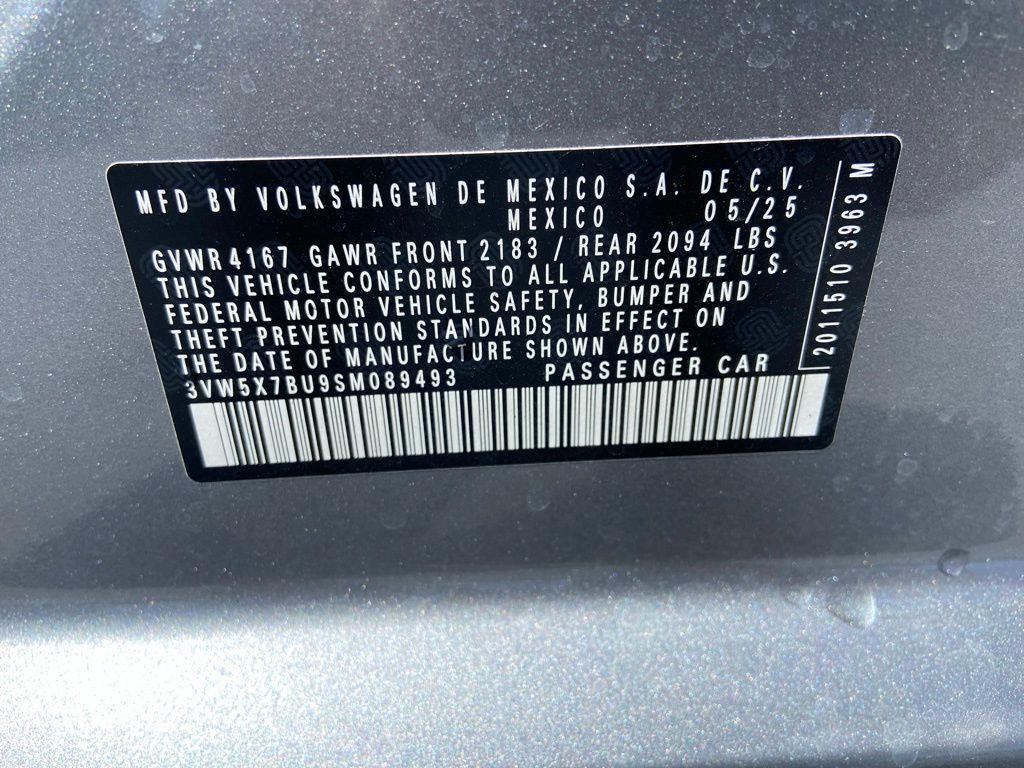 MFD BY VOLKSWAGEN DE MEXICO S.A. DE C.V.
MEXICO 05/25
GVWR 4167 GAWR FRONT 2183 / REAR 2094 LBS
THIS VEHICLE CONFORMS TO ALL APPLICABLE U.S.
FEDERAL MOTOR VEHICLE SAFETY, BUMPER AND
THEFT PREVENTION STANDARDS IN EFFECT ON
THE DATE OF MANUFACTURE SHOWN ABOVE.
3VW5X7BU9SM089493 PASSENGER CAR
2011510 3963 M